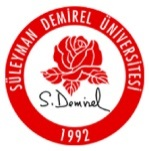 SÜLEYMAN DEMİREL ÜNİVERSİTESİ
S. Demirel
1992